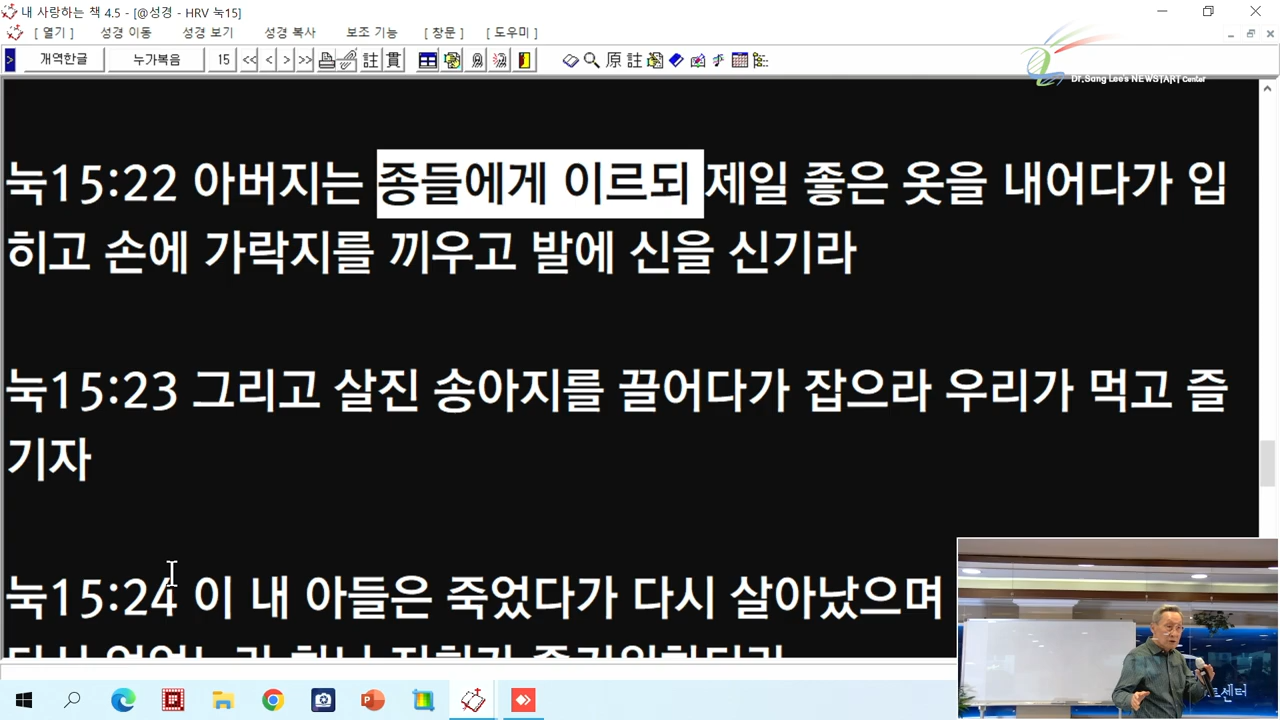 내 사랑하는 책 4.5 - [@성경 - HRV 눅15]
[ 열기 ] 성경 이동 성경 보기 성경 복사 보조 기능 [ 창문 ] [ 도우미 ]
> 개역한글 누가복음 15 << < > >> 註 貫 原 註
Dr.Sang Lee's NEWSTART Center
눅15:22 아버지는 종들에게 이르되 제일 좋은 옷을 내어다가 입
히고 손에 가락지를 끼우고 발에 신을 신기라
눅15:23 그리고 살진 송아지를 끌어다가 잡으라 우리가 먹고 즐
기자
눅15:24 이 내 아들은 죽었다가 다시 살아났으며